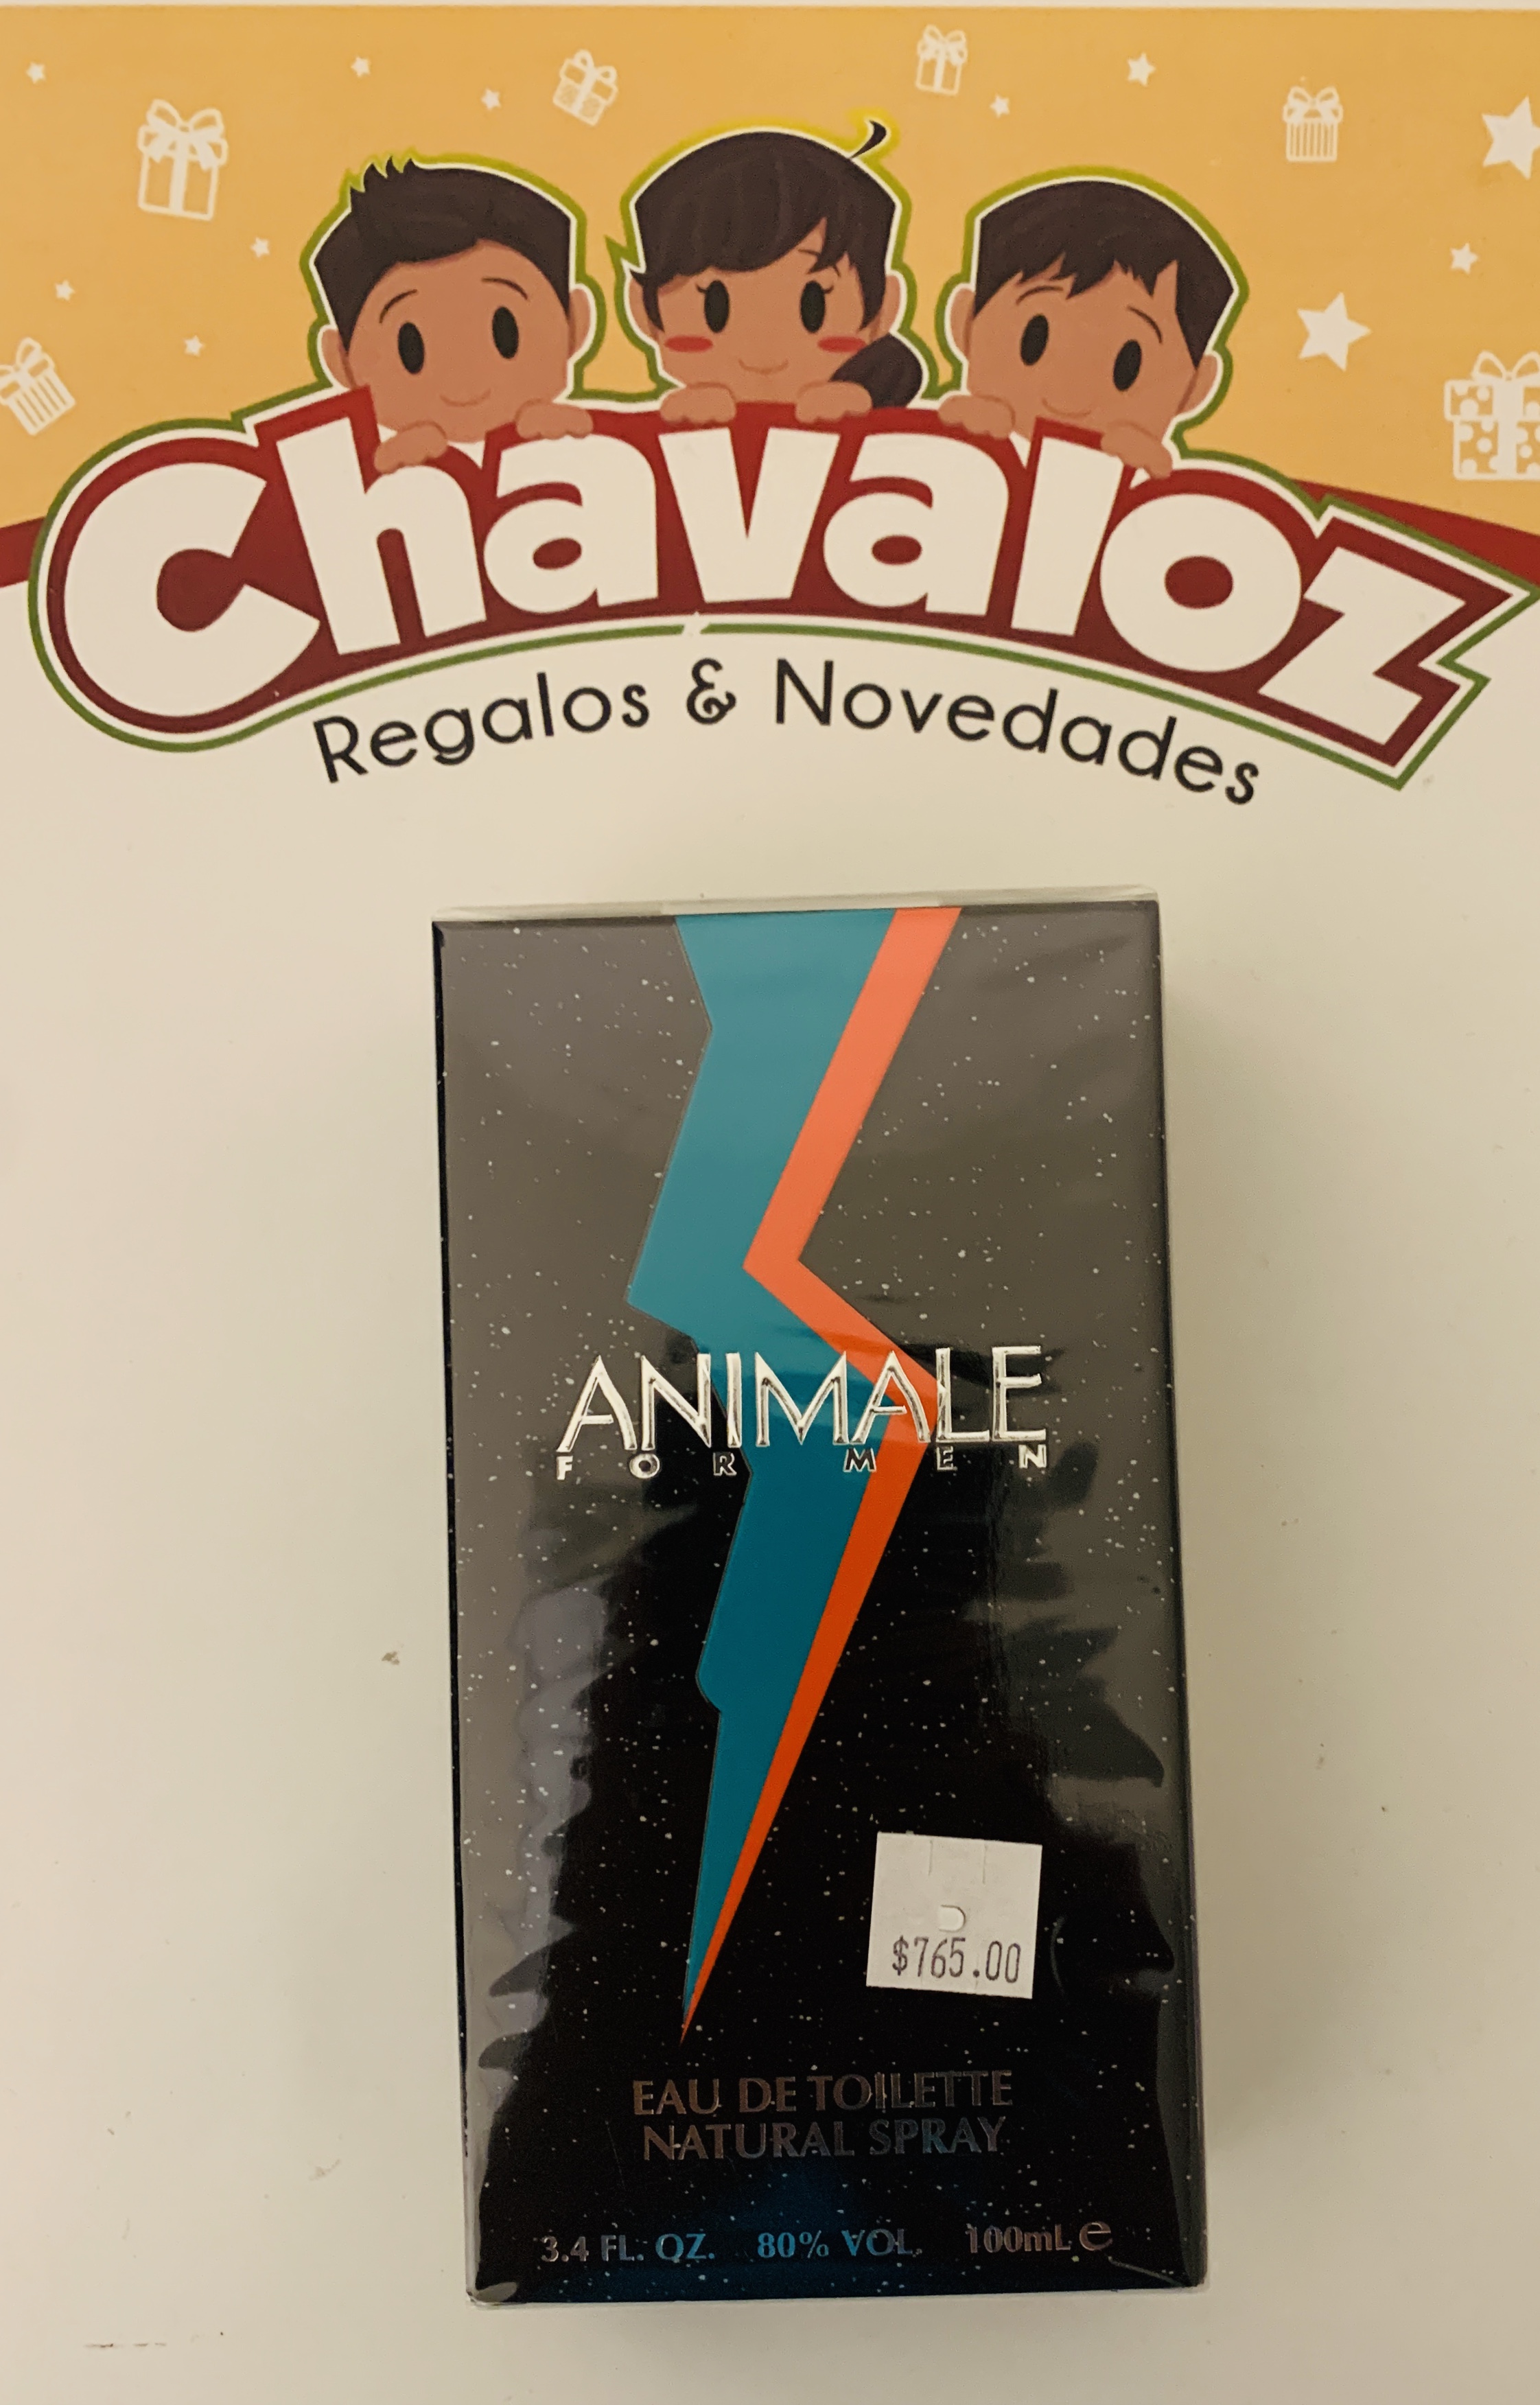 Chavaloz
Regalos & Novedades
ANIMALE
FOR MEN
$765.00
EAU DE TOILETTE
NATURAL SPRAY
3.4 FL. OZ. 80% VOL. 100mL e